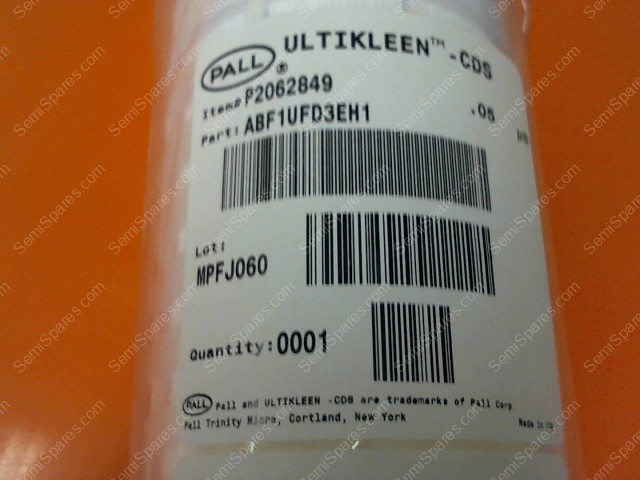 PALL® ULTIKLEEN™-CDS
Item# P2062849
Part: ABF1UFD3EH1 .05
Lot:
MPFJ060
Quantity: 0001
PALL Pall and ULTIKLEEN -CDS are trademarks of Pall Corp.
Pall Trinity Micro, Cortland, New York Made in
SemiSpares.com